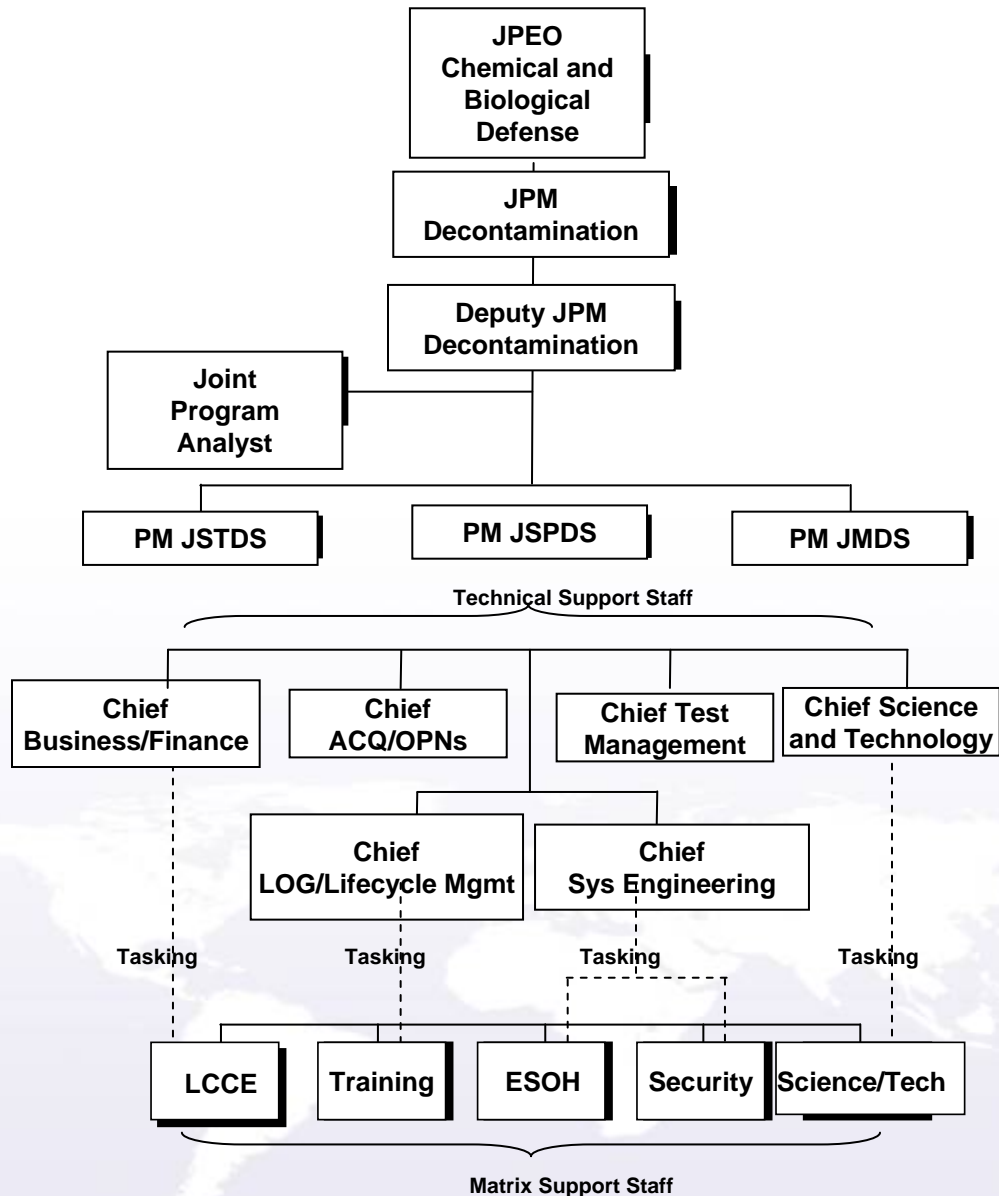 JPEO
Chemical and
Biological
Defense
JPM
Decontamination
Deputy JPM
Decontamination
Joint
Program
Analyst
PM JSTDS
PM JSPDS
PM JMDS
Technical Support Staff
Chief
Business/Finance
Chief
ACQ/OPNs
Chief Test
Management
Chief Science
and Technology
Chief
LOG/Lifecycle Mgmt
Chief
Sys Engineering
Tasking
Tasking
Tasking
Tasking
LCCE
Training
ESOH
Security
Science/Tech
Matrix Support Staff